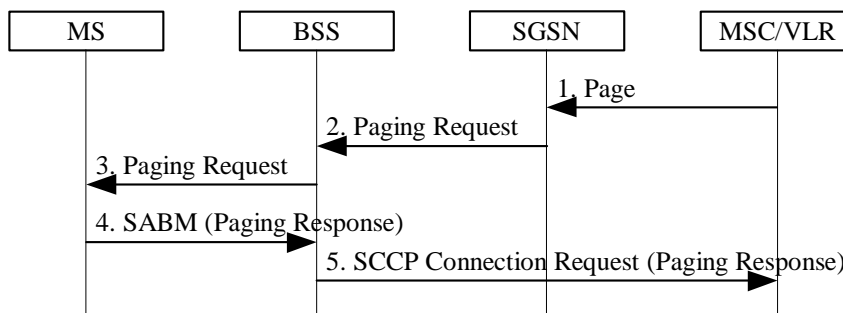 MS BSS SGSN MSC/VLR
1. Page
2. Paging Request
3. Paging Request
4. SABM (Paging Response)
5. SCCP Connection Request (Paging Response)